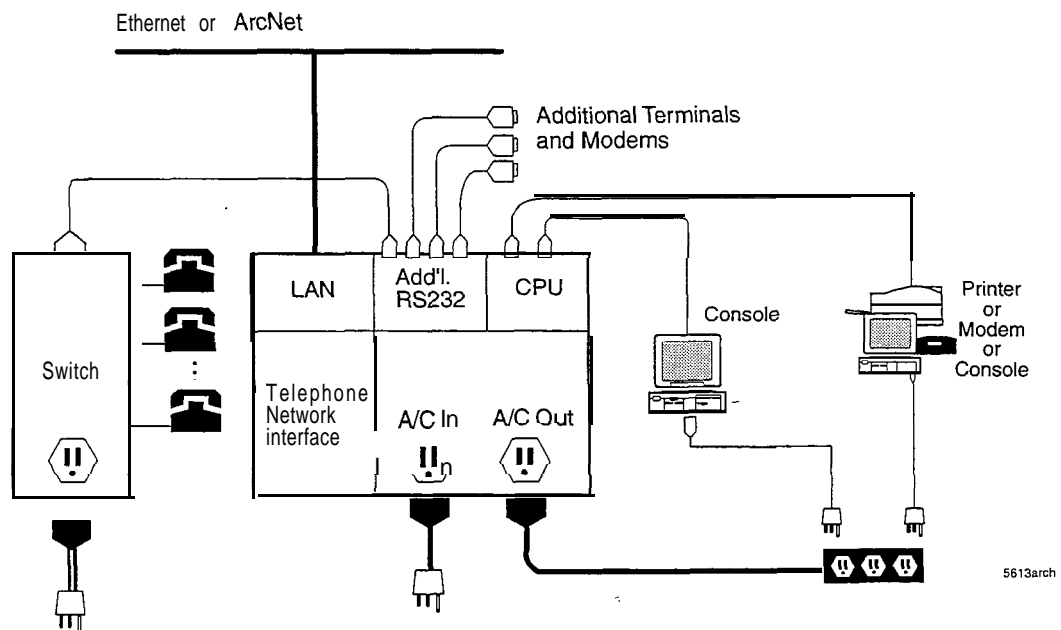 Ethernet or ArcNet
Additional Terminals
and Modems
LAN
Add'l.
RS232
CPU
Console
Printer
or
Modem
or
Console
Switch
Telephone
Network
interface
A/C In
A/C Out
n
5613arch